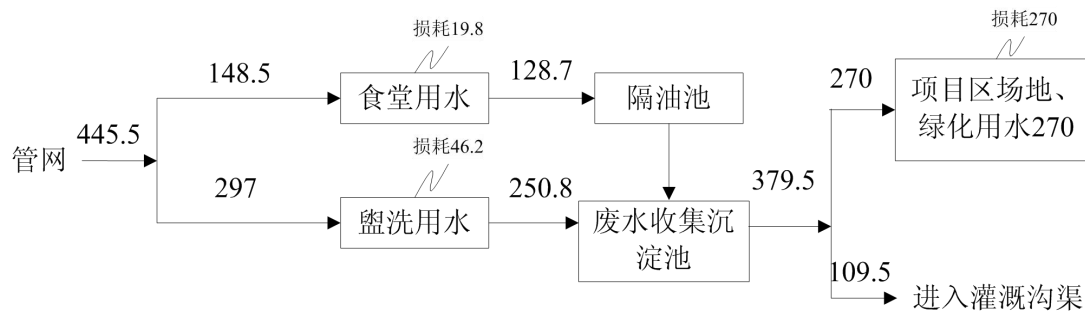 损耗19.8
损耗270
148.5
食堂用水
128.7
隔油池
270
项目区场地、
绿化用水270
管网
445.5
损耗46.2
297
盥洗用水
250.8
废水收集沉
淀池
379.5
109.5
进入灌溉沟渠